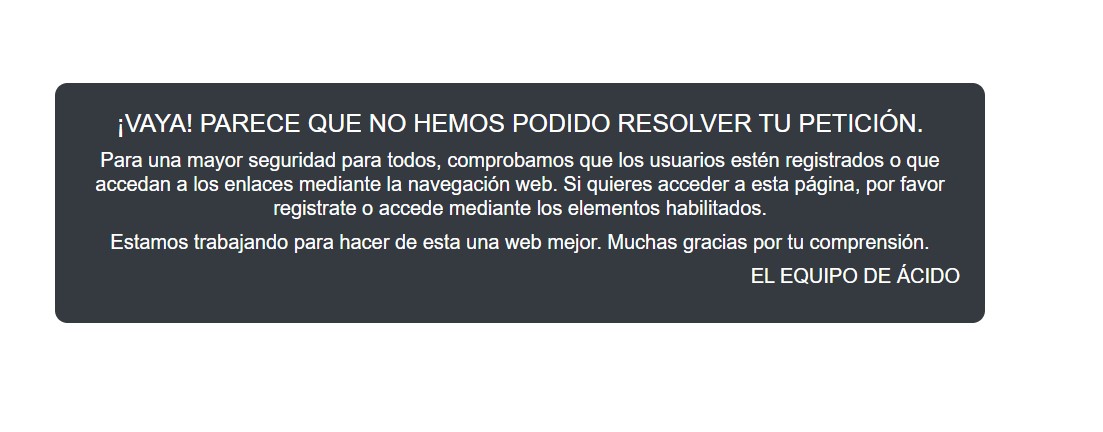 ¡VAYA! PARECE QUE NO HEMOS PODIDO RESOLVER TU PETICIÓN.
Para una mayor seguridad para todos, comprobamos que los usuarios estén registrados o que
accedan a los enlaces mediante la navegación web. Si quieres acceder a esta página, por favor
registrate o accede mediante los elementos habilitados.
Estamos trabajando para hacer de esta una web mejor. Muchas gracias por tu comprensión.
EL EQUIPO DE ÁCIDO